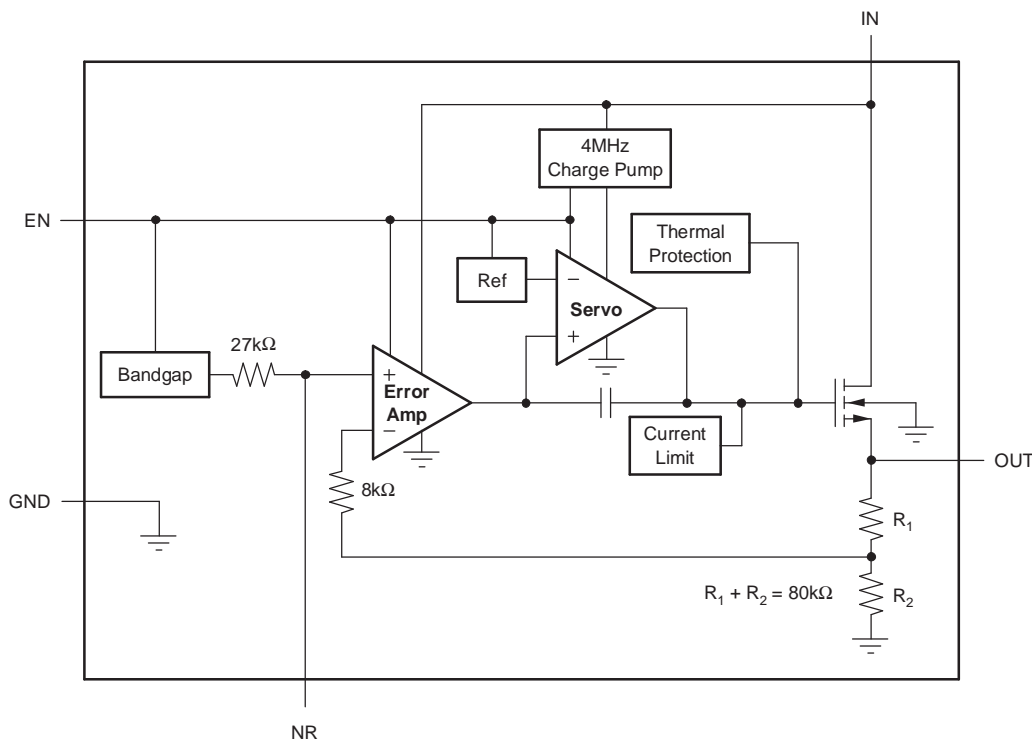 IN
4MHz
Charge Pump
EN
Thermal
Protection
Ref
−
Servo
+
27kΩ
Bandgap
+
Error
Amp
−
Current
Limit
OUT
8kΩ
GND
R₁
R₁ + R₂ = 80kΩ
R₂
NR